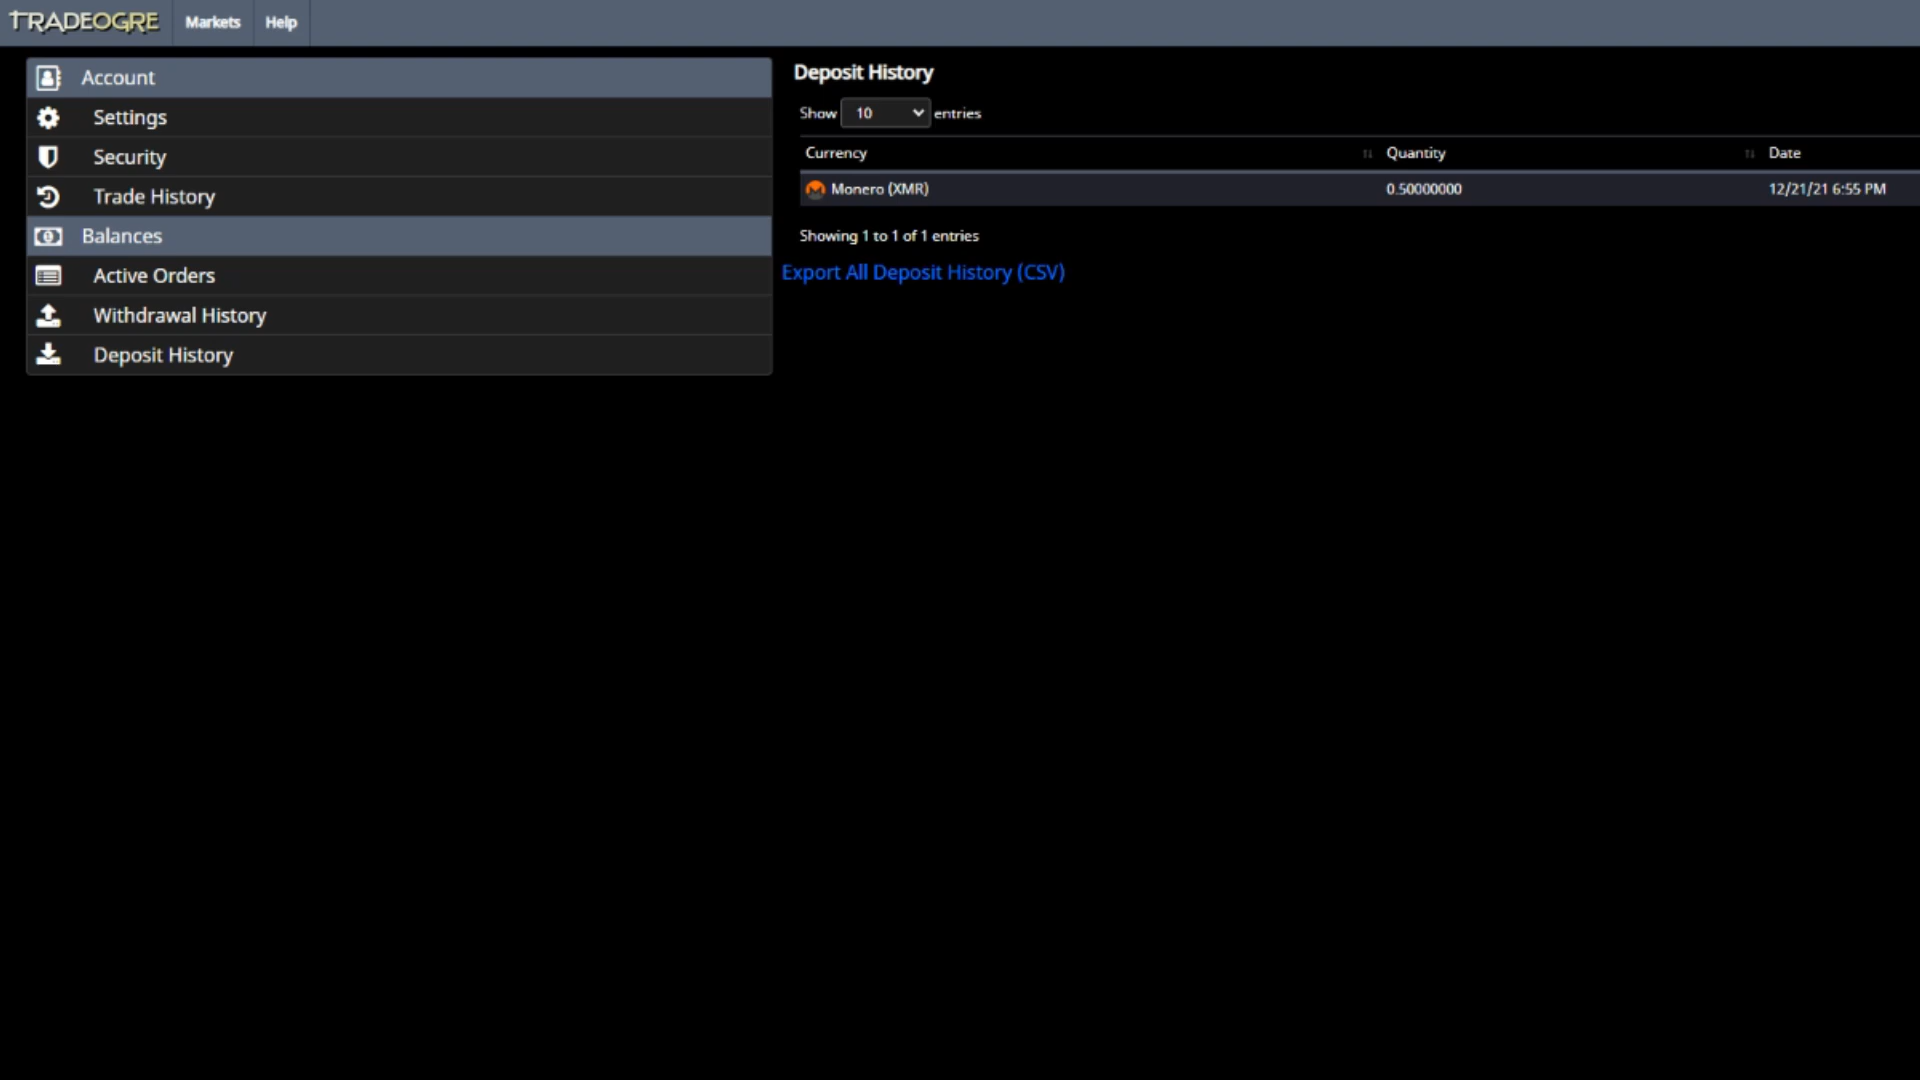 TRADEOGRE Markets Help
Account
Settings
Security
Trade History
Balances
Active Orders
Withdrawal History
Deposit History
Deposit History
Show 10 entries
Currency Quantity Date
Monero (XMR) 0.50000000 12/21/21 6:55 PM
Showing 1 to 1 of 1 entries
Export All Deposit History (CSV)